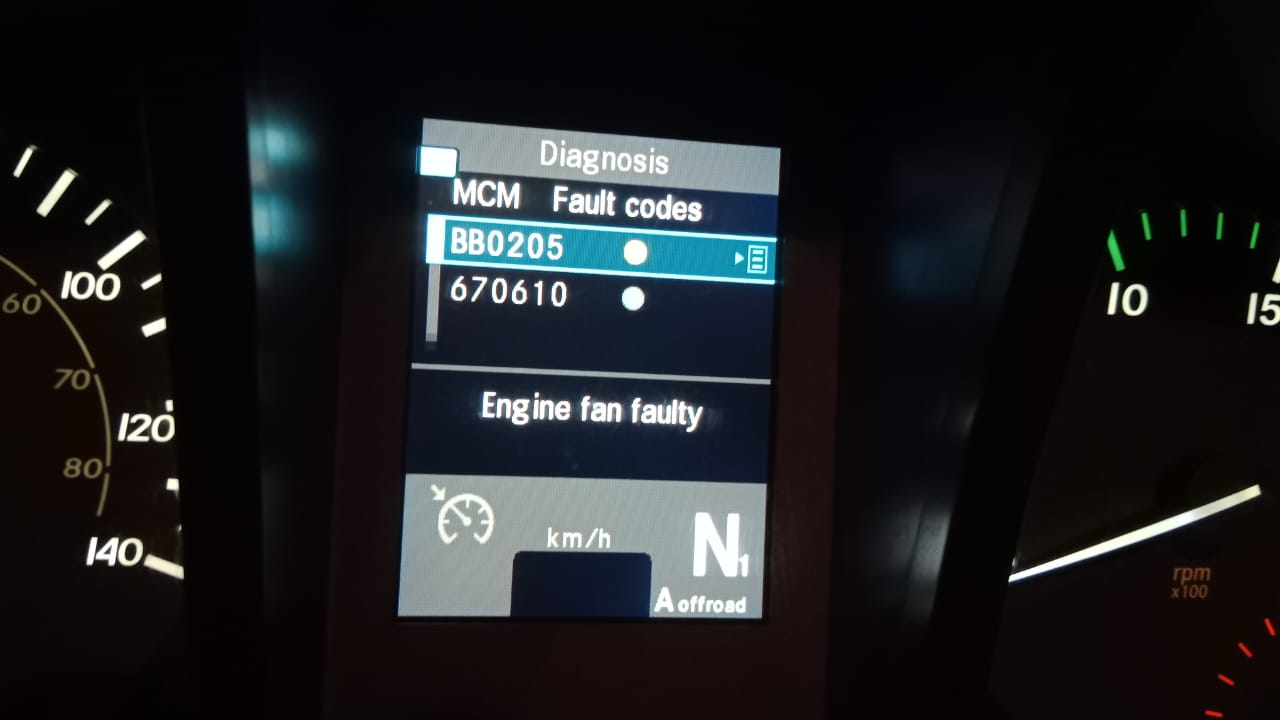 Diagnosis
MCM Fault codes
BB0205
670610
Engine fan faulty
km/h
N1
A offroad
60
100
70
120
80
140
10
15
rpm
x100